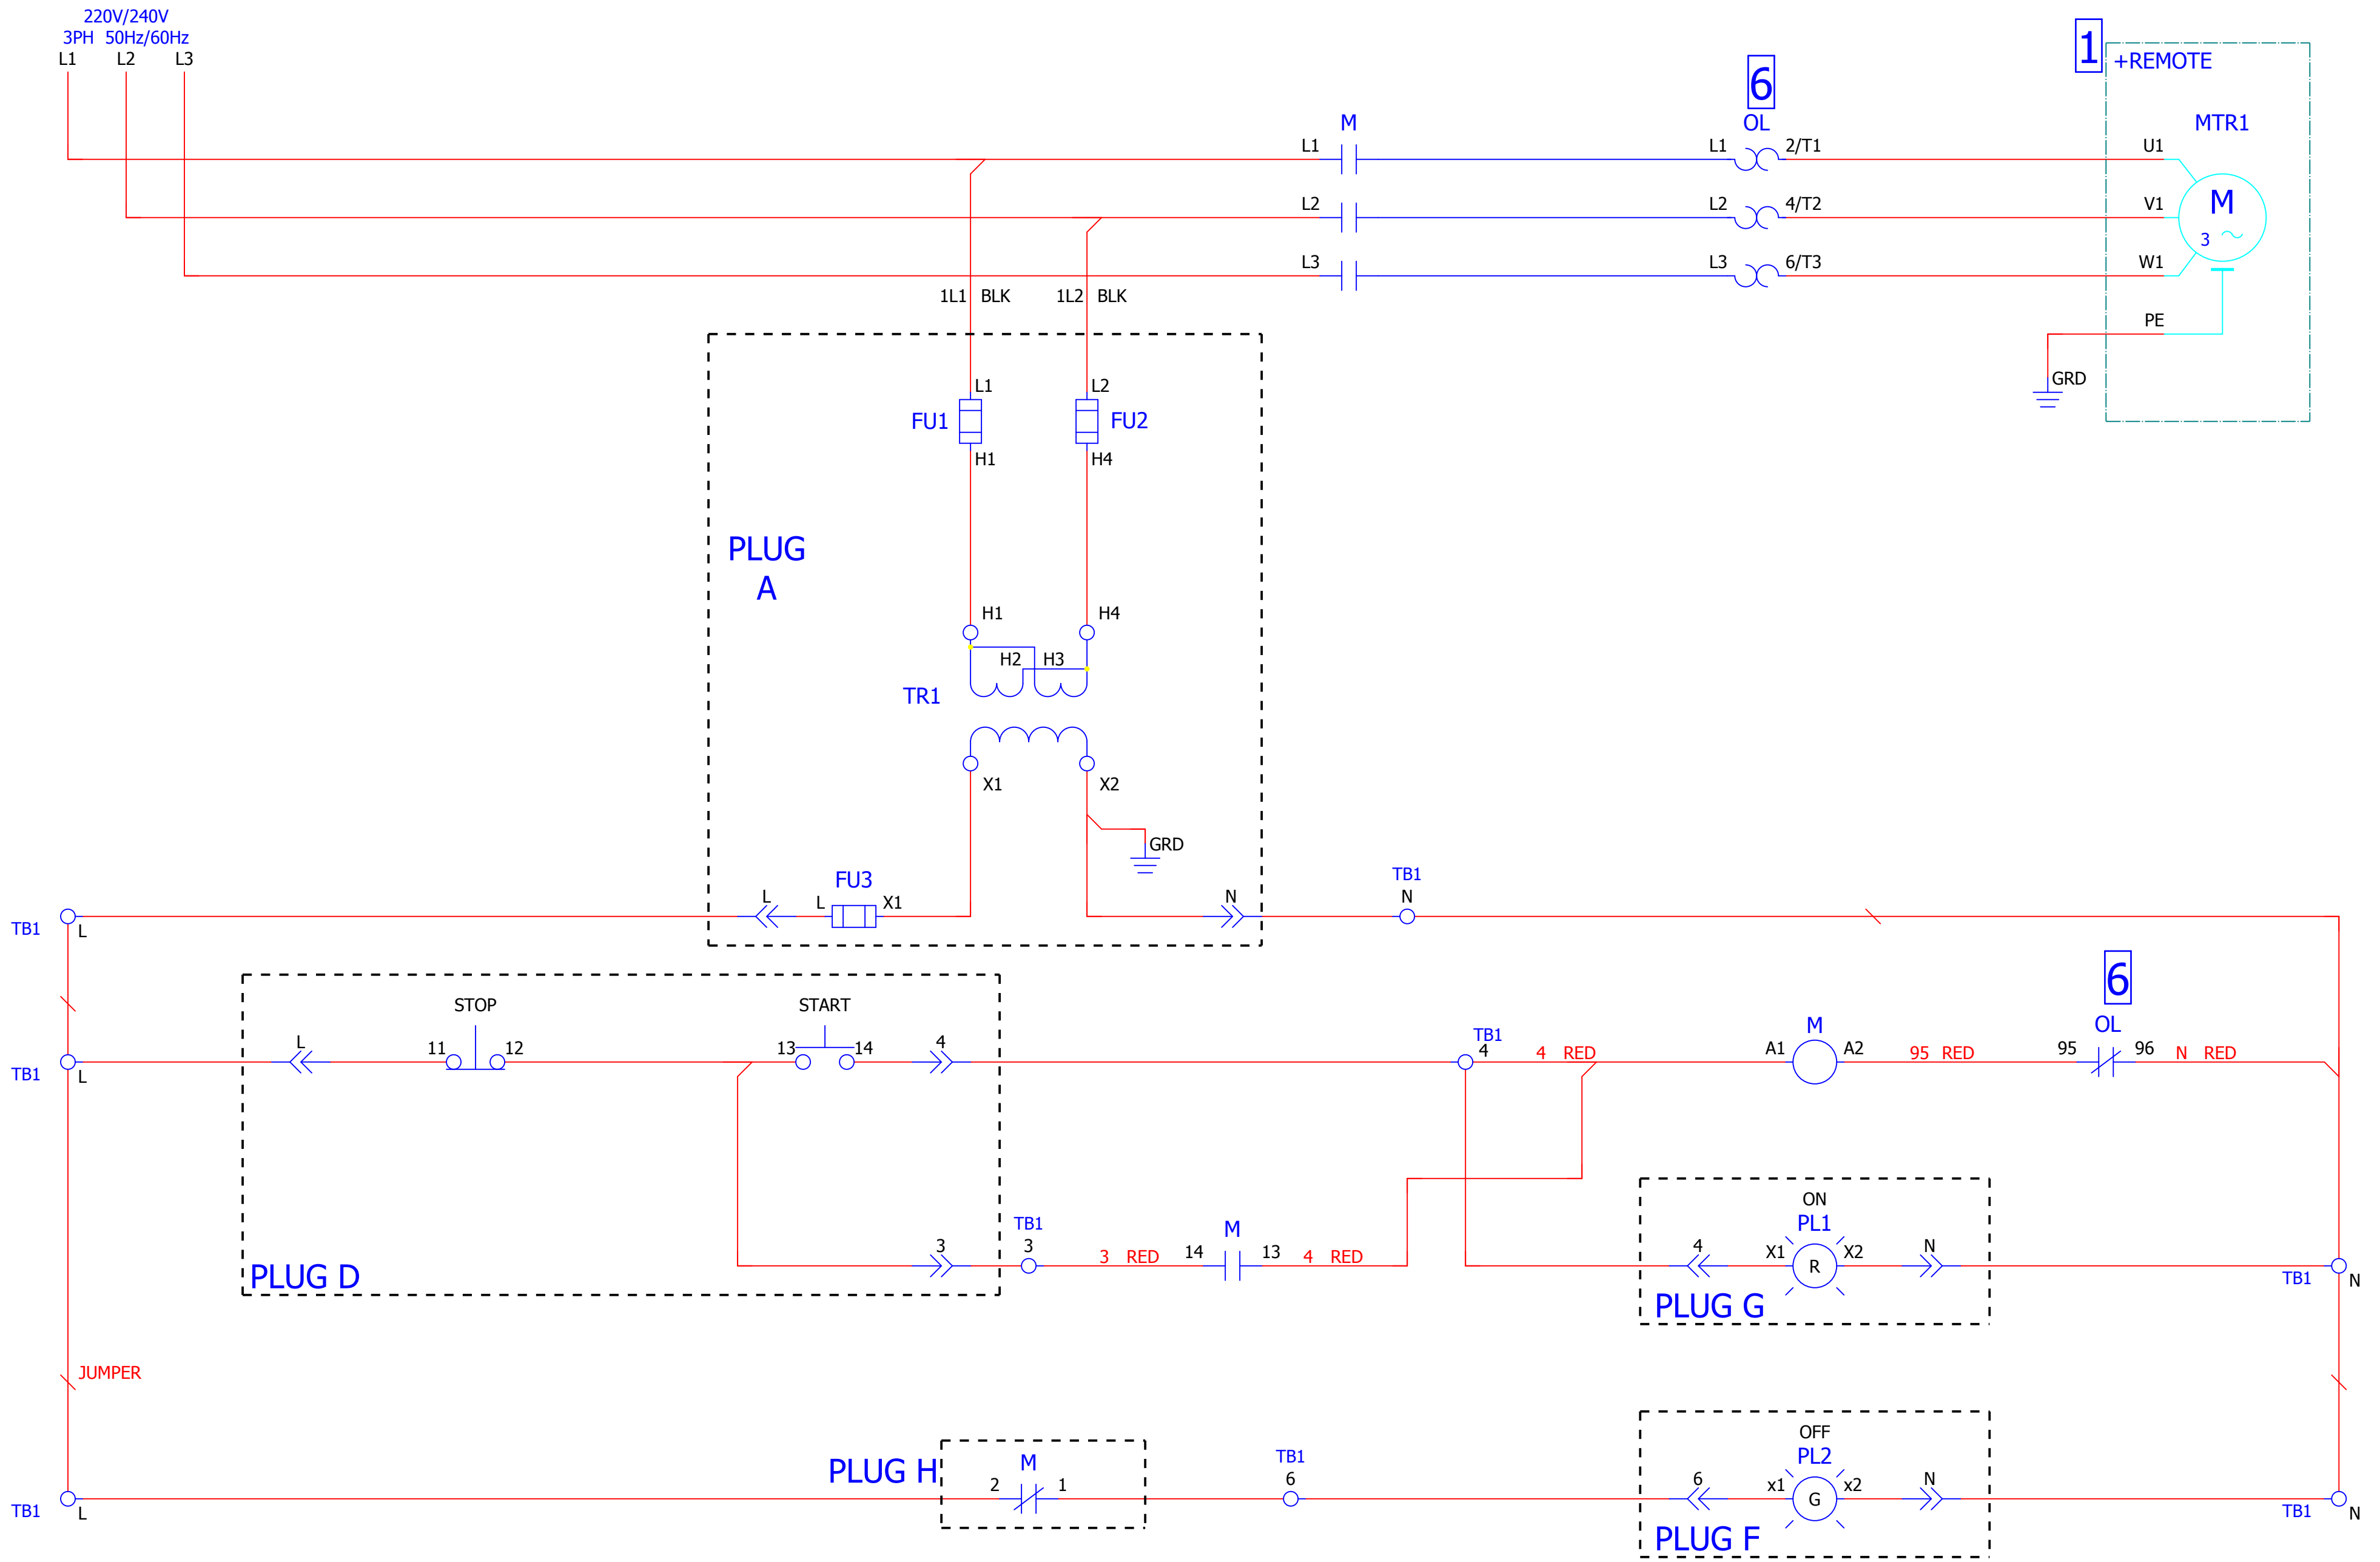 220V/240V
3PH 50Hz/60Hz
L1 L2 L3
1
+REMOTE
6
OL
M
MTR1
L1 L1 2/T1 U1
L2 L2 4/T2 V1
M
3
L3 L3 6/T3 W1
1L1 BLK 1L2 BLK
PE
GRD
L1 L2
FU1 FU2
H1 H4
PLUG
A
H1 H4
H2 H3
TR1
X1 X2
GRD
FU3
L L X1 N
TB1
N
TB1 L
6
STOP START
OL
M
L 11 12 13 14 4
TB1
4
4 RED A1 A2 95 RED 95 96 N RED
TB1 L
ON
PL1
TB1
3
3
3 RED 14 M 13 4 RED
4 X1 R X2 N
TB1 N
PLUG D
PLUG G
JUMPER
OFF
PL2
PLUG H
M
2 1
TB1
6
6 x1 G x2 N
TB1 L
TB1 N
PLUG F